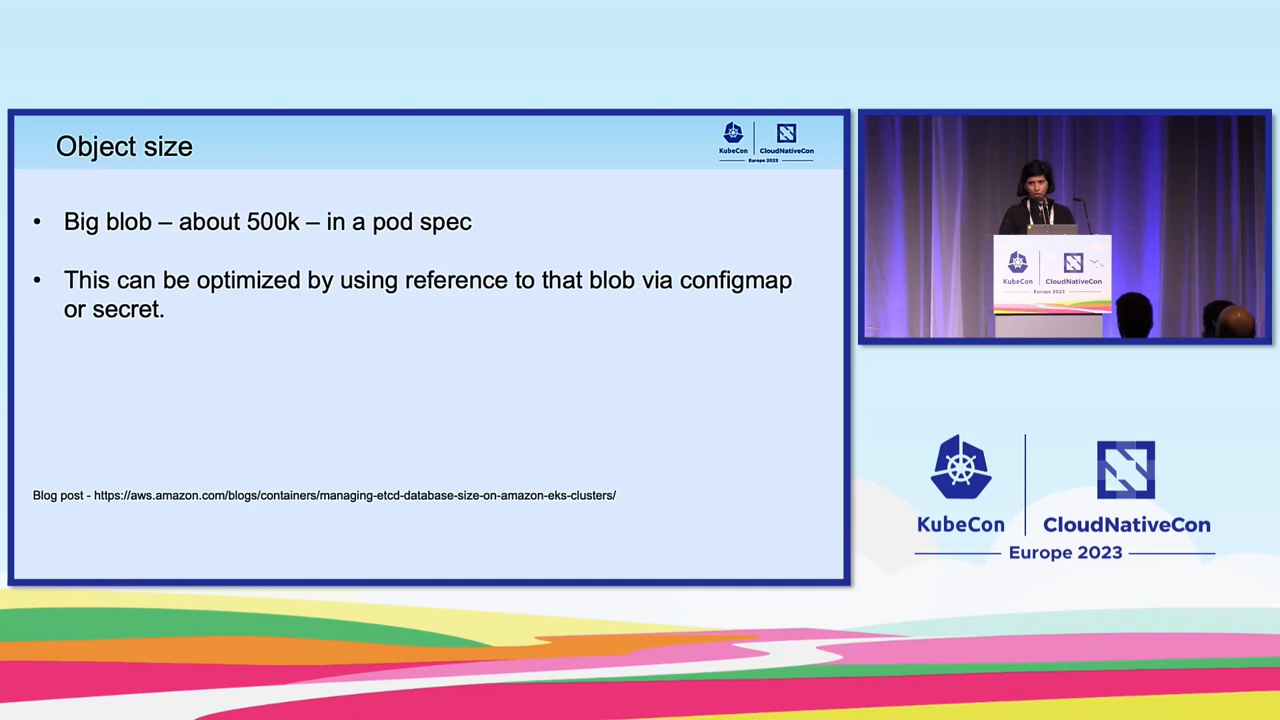 Object size
KubeCon
CloudNativeCon
Europe 2023
• Big blob – about 500k – in a pod spec
• This can be optimized by using reference to that blob via configmap
or secret.
Blog post - https://aws.amazon.com/blogs/containers/managing-etcd-database-size-on-amazon-eks-clusters/
KubeCon
CloudNativeCon
Europe 2023
KubeCon
CloudNativeCon
Europe 2023